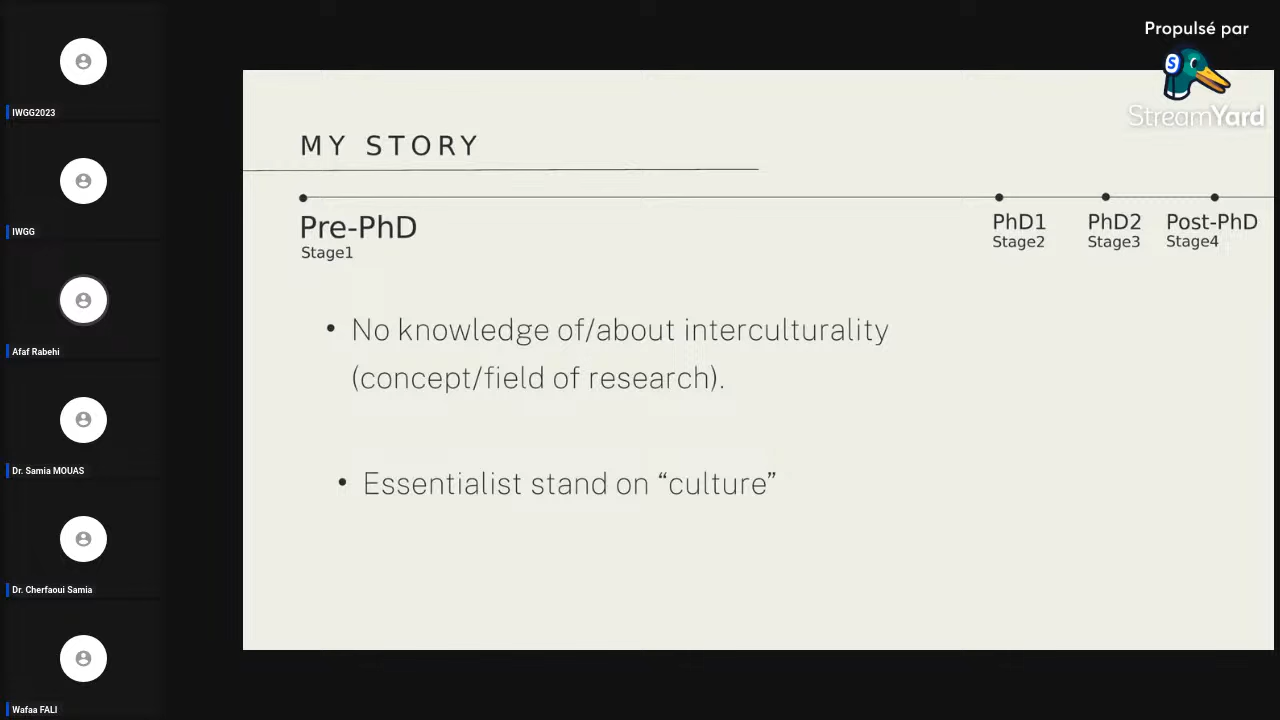 Propulsé par
StreamYard
IWGG2023
IWGG
Afaf Rabehi
Dr. Samia MOUAS
Dr. Cherfaoui Samia
Wafaa FALI
MY STORY
Pre-PhD
Stage1
PhD1
Stage2
PhD2
Stage3
Post-PhD
Stage4
• No knowledge of/about interculturality
(concept/field of research).
• Essentialist stand on “culture”